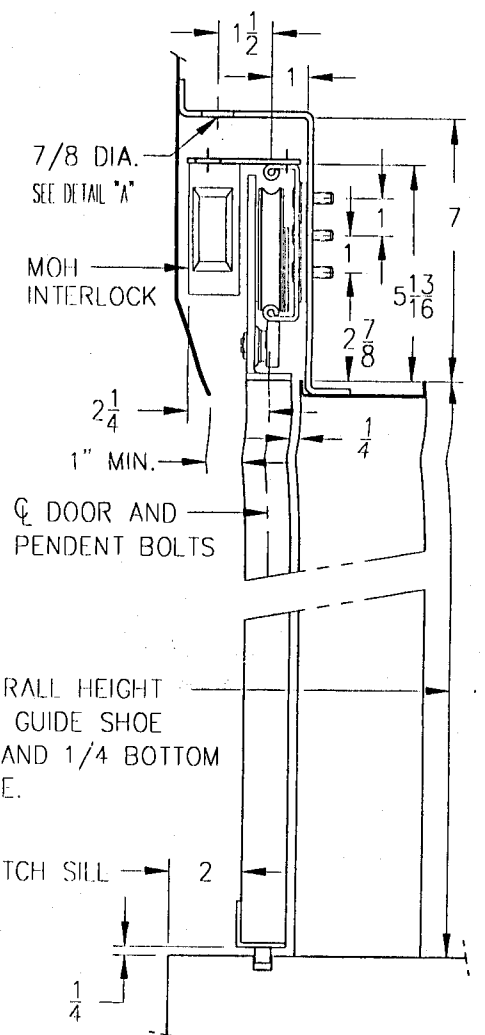 1 1/2
1
7/8 DIA.
SEE DETAIL "A"
MOH
INTERLOCK
1
1
7
5 13/16
2 7/8
2 1/4
1/4
1" MIN.
℄ DOOR AND
PENDENT BOLTS
RALL HEIGHT
GUIDE SHOE
AND 1/4 BOTTOM
E.
TCH SILL
2
1/4